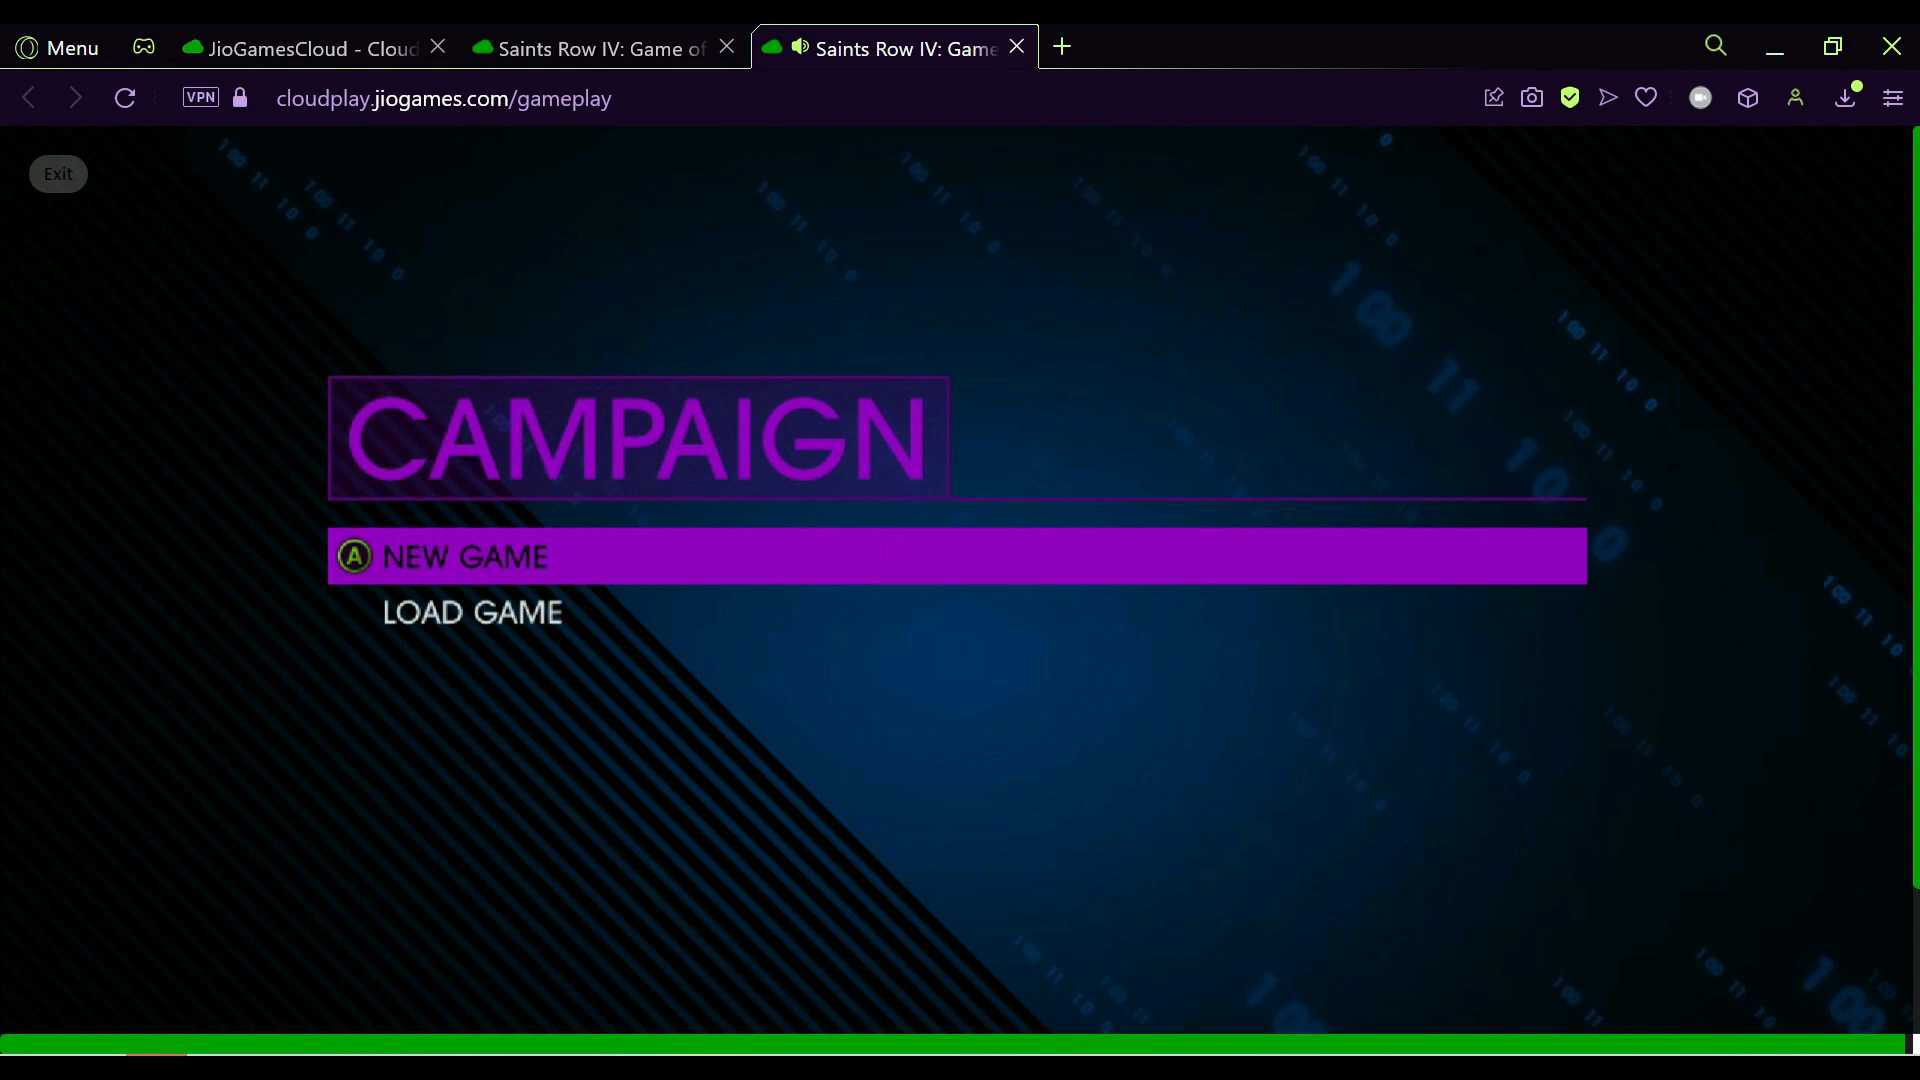 Menu
JioGamesCloud - Cloud
Saints Row IV: Game of
Saints Row IV: Game
VPN
cloudplay.jiogames.com/gameplay
Exit
CAMPAIGN
A NEW GAME
LOAD GAME